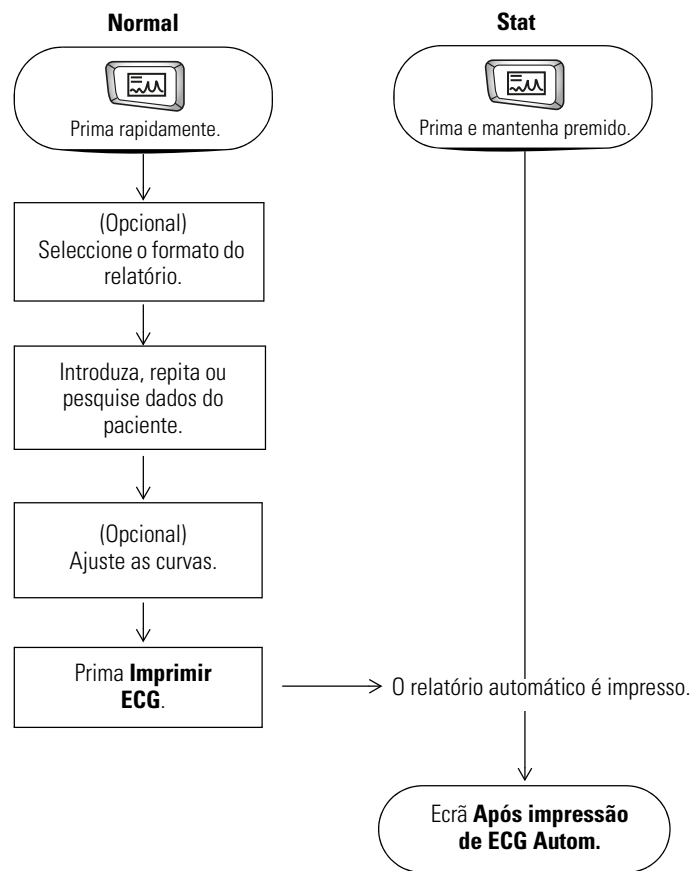 Normal
Stat
Prima rapidamente.
Prima e mantenha premido.
(Opcional)
Seleccione o formato do
relatório.
Introduza, repita ou
pesquise dados do
paciente.
(Opcional)
Ajuste as curvas.
Prima Imprimir
ECG.
O relatório automático é impresso.
Ecrã Após impressão
de ECG Autom.